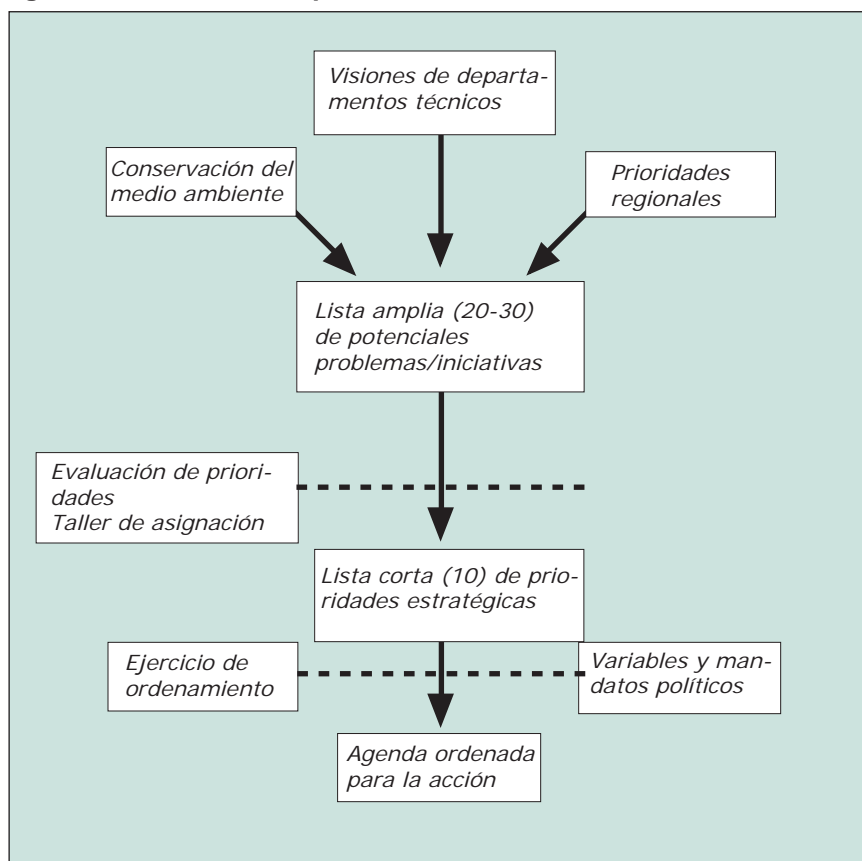 Visiones de departa-
mentos técnicos
Conservación del
medio ambiente
Prioridades
regionales
Lista amplia (20-30)
de potenciales
problemas/iniciativas
Evaluación de priori-
dades
Taller de asignación
Lista corta (10) de prio-
ridades estratégicas
Ejercicio de
ordenamiento
Variables y man-
datos políticos
Agenda ordenada
para la acción